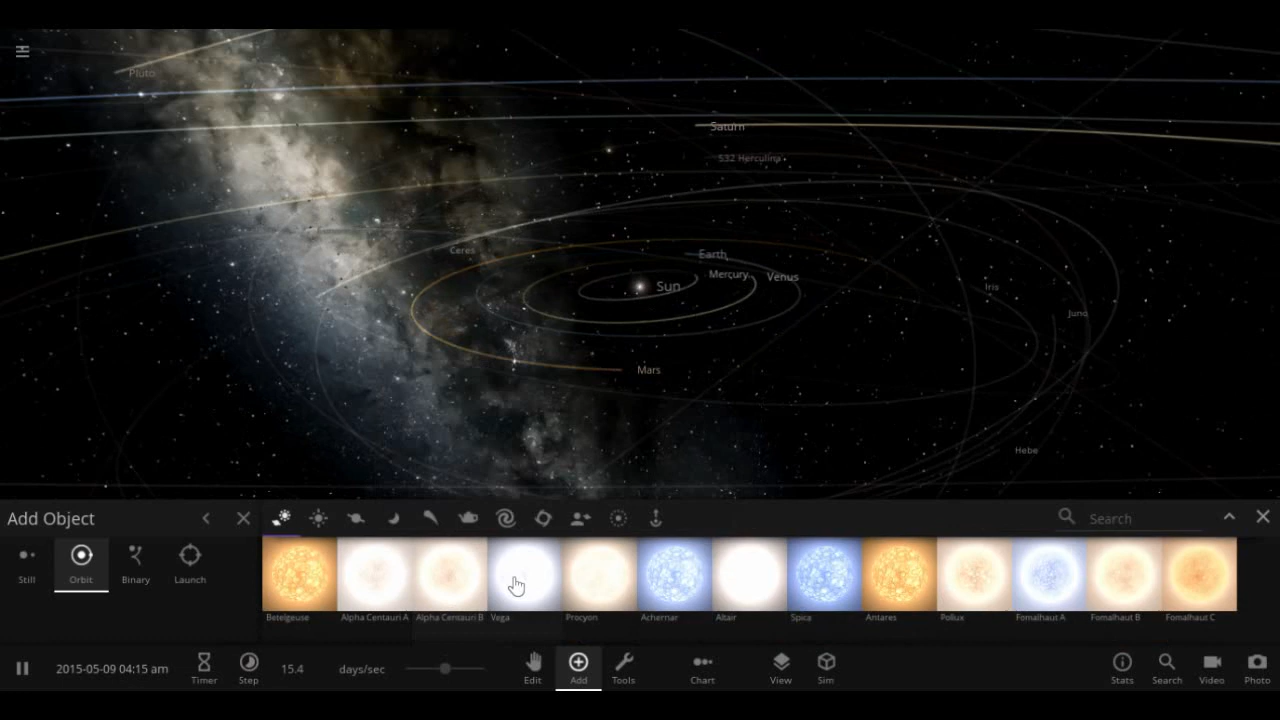 Pluto
Saturn
532 Herculina
Ceres
Earth
Mercury
Venus
Sun
Iris
Juno
Mars
Hebe
Add Object
Search
Still
Orbit
Binary
Launch
Betelgeuse
Alpha Centauri A
Alpha Centauri B
Vega
Procyon
Achernar
Altair
Spica
Antares
Pollux
Fomalhaut A
Fomalhaut B
Fomalhaut C
2015-05-09 04:15 am
Timer
Step
15.4 days/sec
Edit
Add
Tools
Chart
View
Sim
Stats
Search
Video
Photo